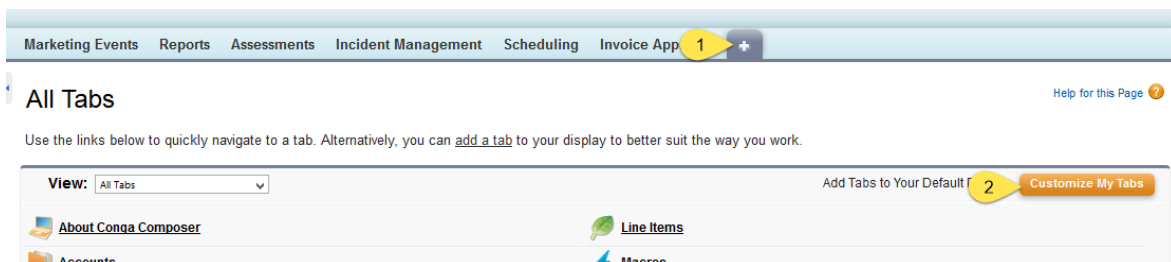 Marketing Events Reports Assessments Incident Management Scheduling Invoice App 1 +
All Tabs
Help for this Page ?
Use the links below to quickly navigate to a tab. Alternatively, you can add a tab to your display to better suit the way you work.
View: All Tabs Add Tabs to Your Default 2 Customize My Tabs
About Conga Composer Line Items
Accounts Macros